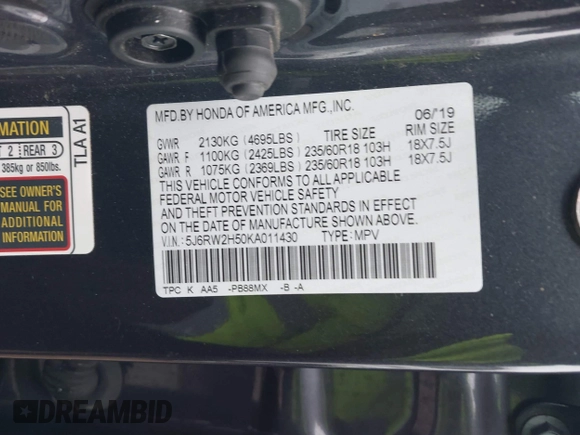 MFD.BY HONDA OF AMERICA MFG.,INC. 06/'19
GVWR 2130KG (4695LBS) TIRE SIZE RIM SIZE
GAWR F 1100KG (2425LBS) 235/60R18 103H 18X7.5J
GAWR R 1075KG (2369LBS) 235/60R18 103H 18X7.5J
THIS VEHICLE CONFORMS TO ALL APPLICABLE
FEDERAL MOTOR VEHICLE SAFETY
AND THEFT PREVENTION STANDARDS IN EFFECT
ON THE DATE OF MANUFACTURE SHOWN ABOVE.
V.I.N.: 5J6RW2H50KA011430 TYPE: MPV
TPC K AA5 -PB88MX -B -A
MATION
T 2 REAR 3
385kg or 850lbs.
SEE OWNER'S
MANUAL FOR
ADDITIONAL
INFORMATION
TLA A1
DREAMBID